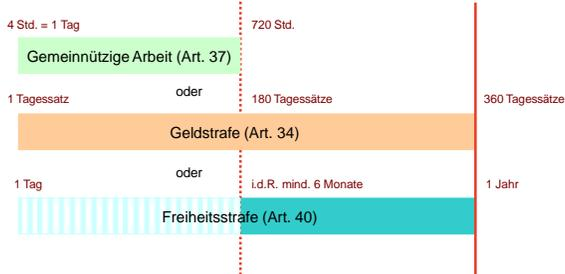 4 Std. = 1 Tag 720 Std.
Gemeinnützige Arbeit (Art. 37)
oder
1 Tagessatz 180 Tagessätze 360 Tagessätze
Geldstrafe (Art. 34)
oder
1 Tag i.d.R. mind. 6 Monate 1 Jahr
Freiheitsstrafe (Art. 40)